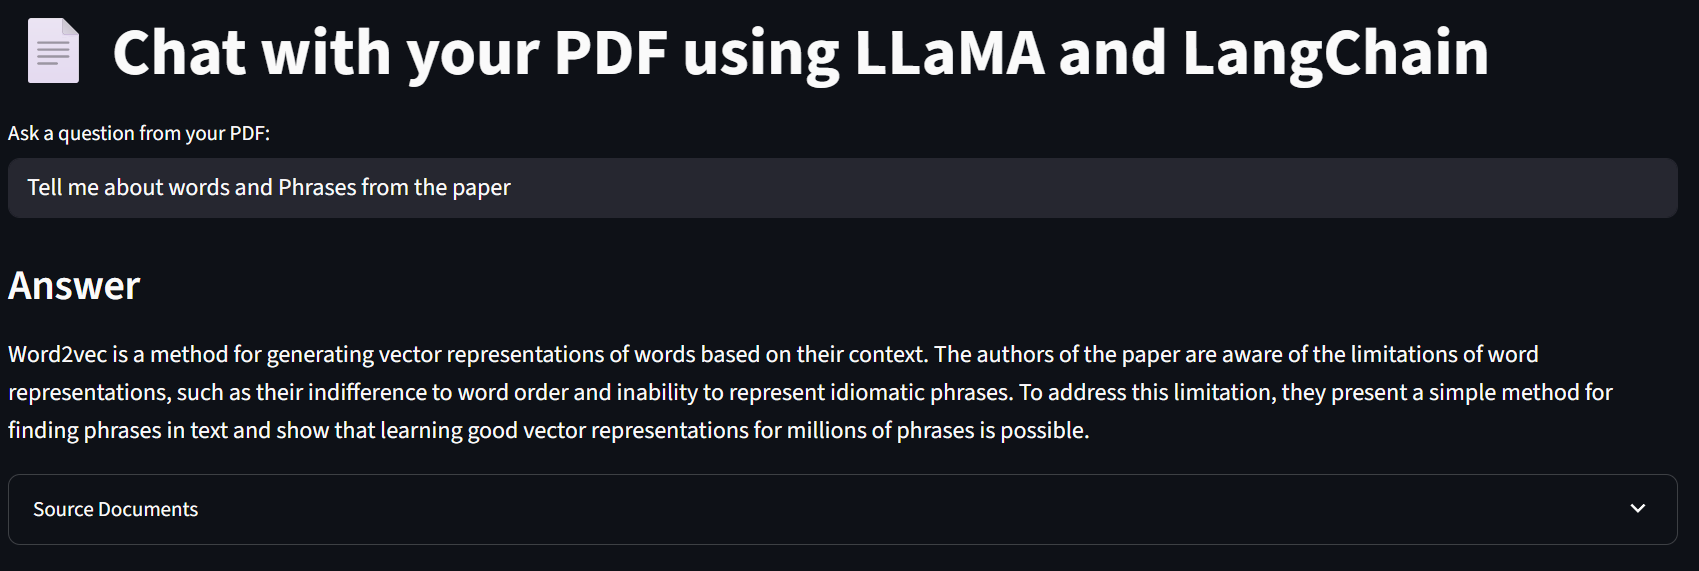 Chat with your PDF using LLaMA and LangChain
Ask a question from your PDF:
Tell me about words and Phrases from the paper
Answer
Word2vec is a method for generating vector representations of words based on their context. The authors of the paper are aware of the limitations of word
representations, such as their indifference to word order and inability to represent idiomatic phrases. To address this limitation, they present a simple method for
finding phrases in text and show that learning good vector representations for millions of phrases is possible.
Source Documents